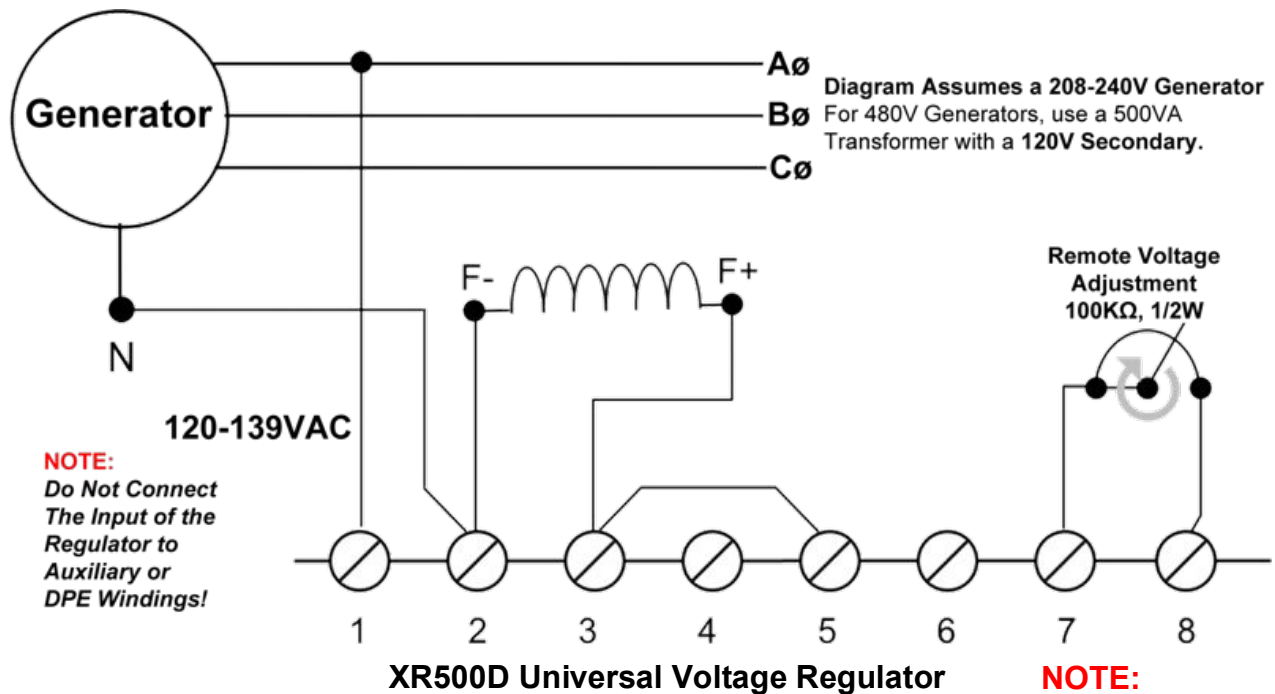 Generator
Aø
Bø
Cø
Diagram Assumes a 208-240V Generator
For 480V Generators, use a 500VA
Transformer with a 120V Secondary.
N
F-
F+
Remote Voltage
Adjustment
100KΩ, 1/2W
120-139VAC
NOTE:
Do Not Connect
The Input of the
Regulator to
Auxiliary or
DPE Windings!
1 2 3 4 5 6 7 8
XR500D Universal Voltage Regulator
NOTE: